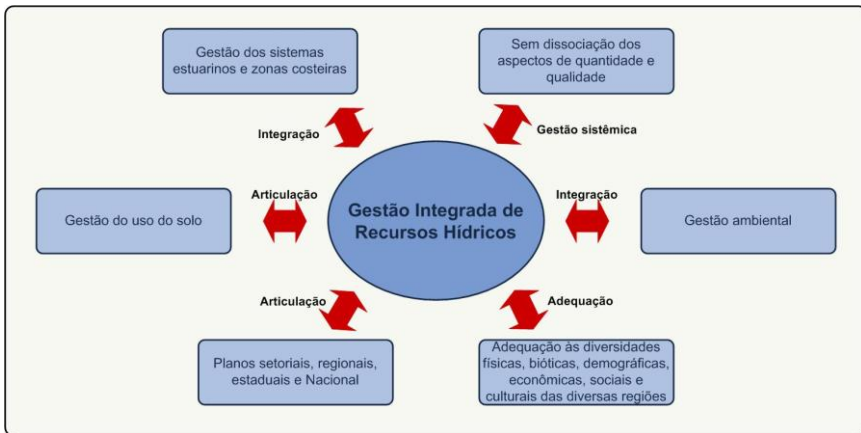 Gestão dos sistemas
estuarinos e zonas costeiras
Sem dissociação dos
aspectos de quantidade e
qualidade
Integração
Gestão sistêmica
Gestão do uso do solo
Articulação
Gestão Integrada de
Recursos Hídricos
Integração
Gestão ambiental
Articulação
Adequação
Planos setoriais, regionais,
estaduais e Nacional
Adequação às diversidades
físicas, bióticas, demográficas,
econômicas, sociais e
culturais das diversas regiões